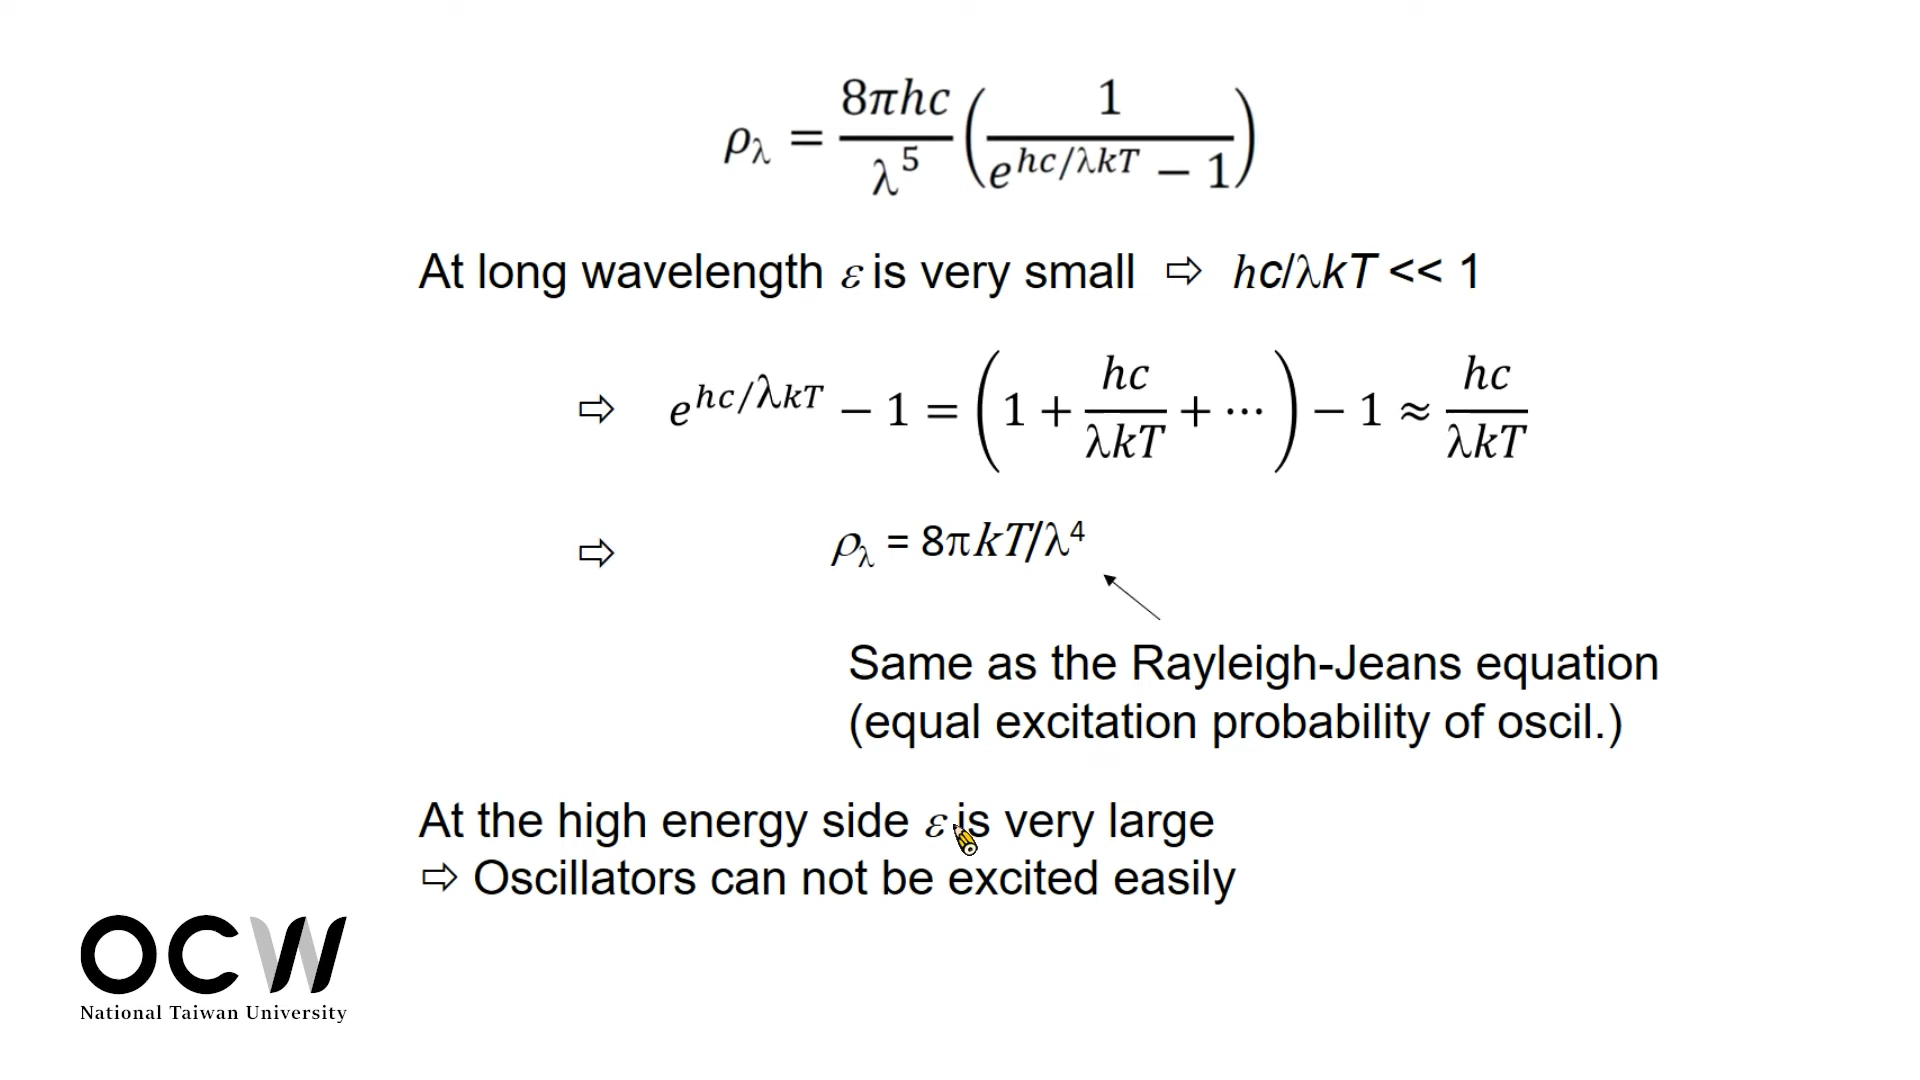 ρ_λ = 8πhc/λ⁵ (1/(e^{hc/λkT} − 1))
At long wavelength ε is very small ⇨ hc/λkT << 1
⇨ e^{hc/λkT} − 1 = (1 + hc/λkT + ⋯) − 1 ≈ hc/λkT
⇨ ρ_λ = 8πkT/λ⁴
Same as the Rayleigh-Jeans equation
(equal excitation probability of oscil.)
At the high energy side ε is very large
⇨ Oscillators can not be excited easily
OCW
National Taiwan University